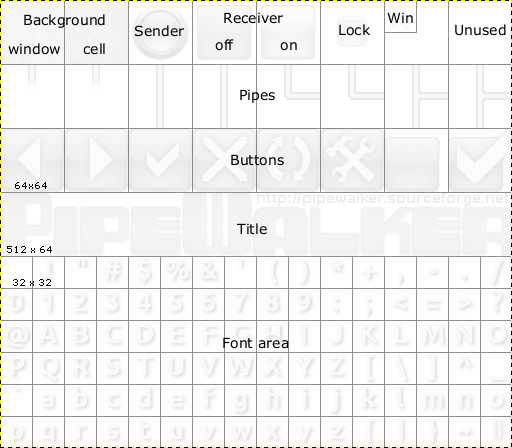 Background
window cell
Sender
Receiver
off on
Lock
Win
Unused
Pipes
Buttons
64x64
http://pipewalker.sourceforge.net
PIPEWALKER
Title
512 x 64
! " # $ % & ' ( ) * + , - . /
32 x 32
0 1 2 3 4 5 6 7 8 9 : ; < = > ?
@ A B C D E F G H I J K L M N O
Font area
P Q R S T U V W X Y Z [ \ ] ^ _
` a b c d e f g h i j k l m n o
p q r s t u v w x y z { | } ~